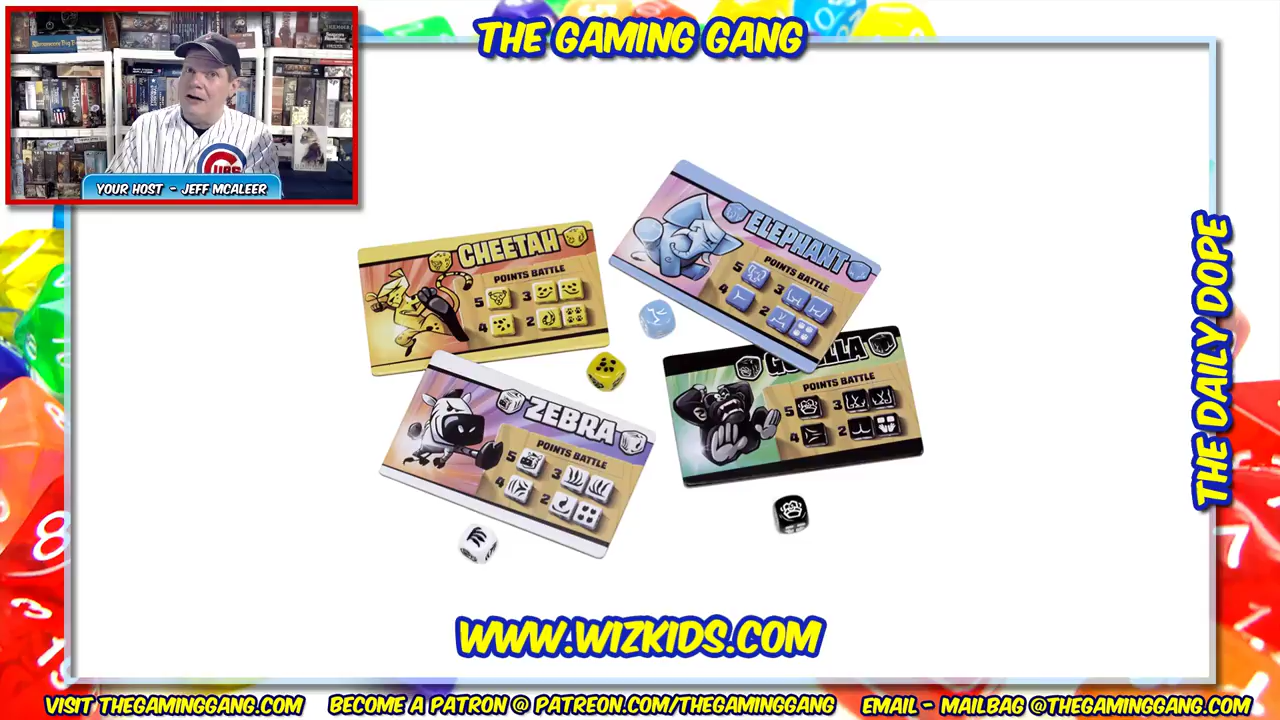 THE GAMING GANG
CUBS
YOUR HOST - JEFF MCALEER
CHEETAH
POINTS BATTLE
5
3
4
2
ELEPHANT
POINTS BATTLE
5
3
4
2
ZEBRA
POINTS BATTLE
5
3
4
2
GORILLA
POINTS BATTLE
5
3
4
2
THE DAILY DOPE
WWW.WIZKIDS.COM
VISIT THEGAMINGGANG.COM BECOME A PATRON @ PATREON.COM/THEGAMINGGANG EMAIL - MAILBAG @THEGAMINGGANG.COM